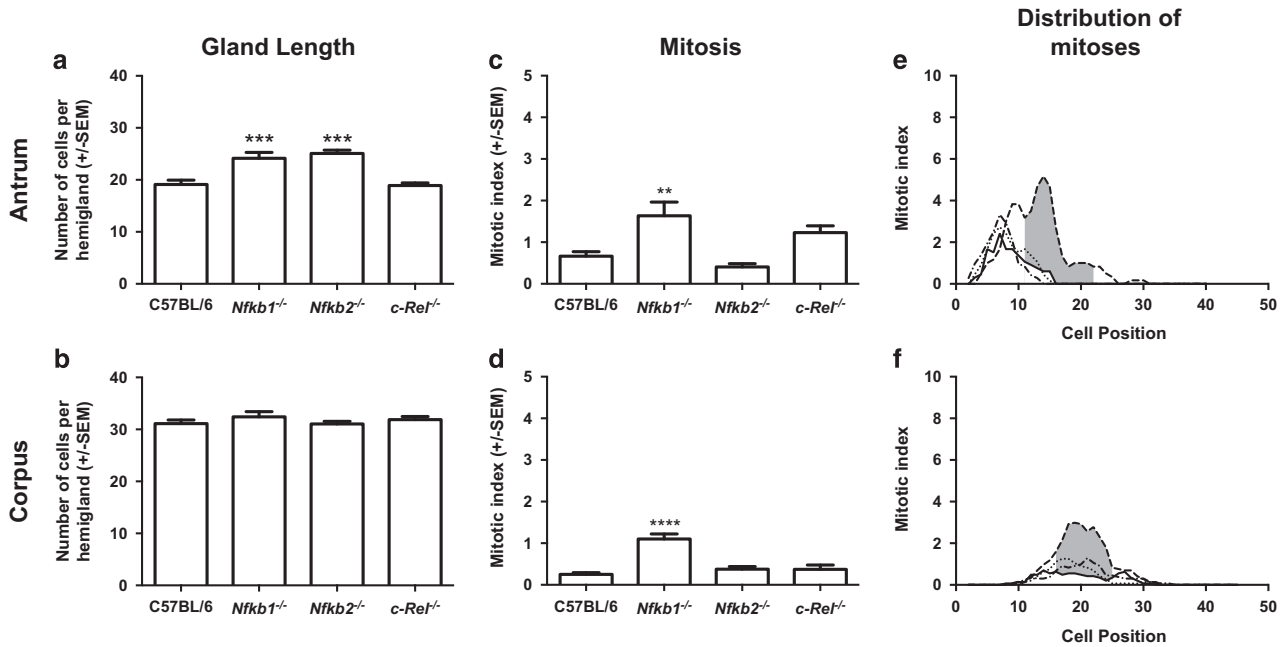 Gland Length
Mitosis
Distribution of
mitoses
Antrum
a
Number of cells per
hemigland (+/-SEM)
40
30
20
10
0
***
***
C57BL/6
Nfkb1-/-
Nfkb2-/-
c-Rel-/-
c
Mitotic index (+/-SEM)
5
4
3
2
1
0
**
C57BL/6
Nfkb1-/-
Nfkb2-/-
c-Rel-/-
e
Mitotic index
10
8
6
4
2
0
0
10
20
30
40
50
Cell Position
Corpus
b
Number of cells per
hemigland (+/-SEM)
40
30
20
10
0
C57BL/6
Nfkb1-/-
Nfkb2-/-
c-Rel-/-
d
Mitotic index (+/-SEM)
5
4
3
2
1
0
****
C57BL/6
Nfkb1-/-
Nfkb2-/-
c-Rel-/-
f
Mitotic index
10
8
6
4
2
0
0
10
20
30
40
50
Cell Position